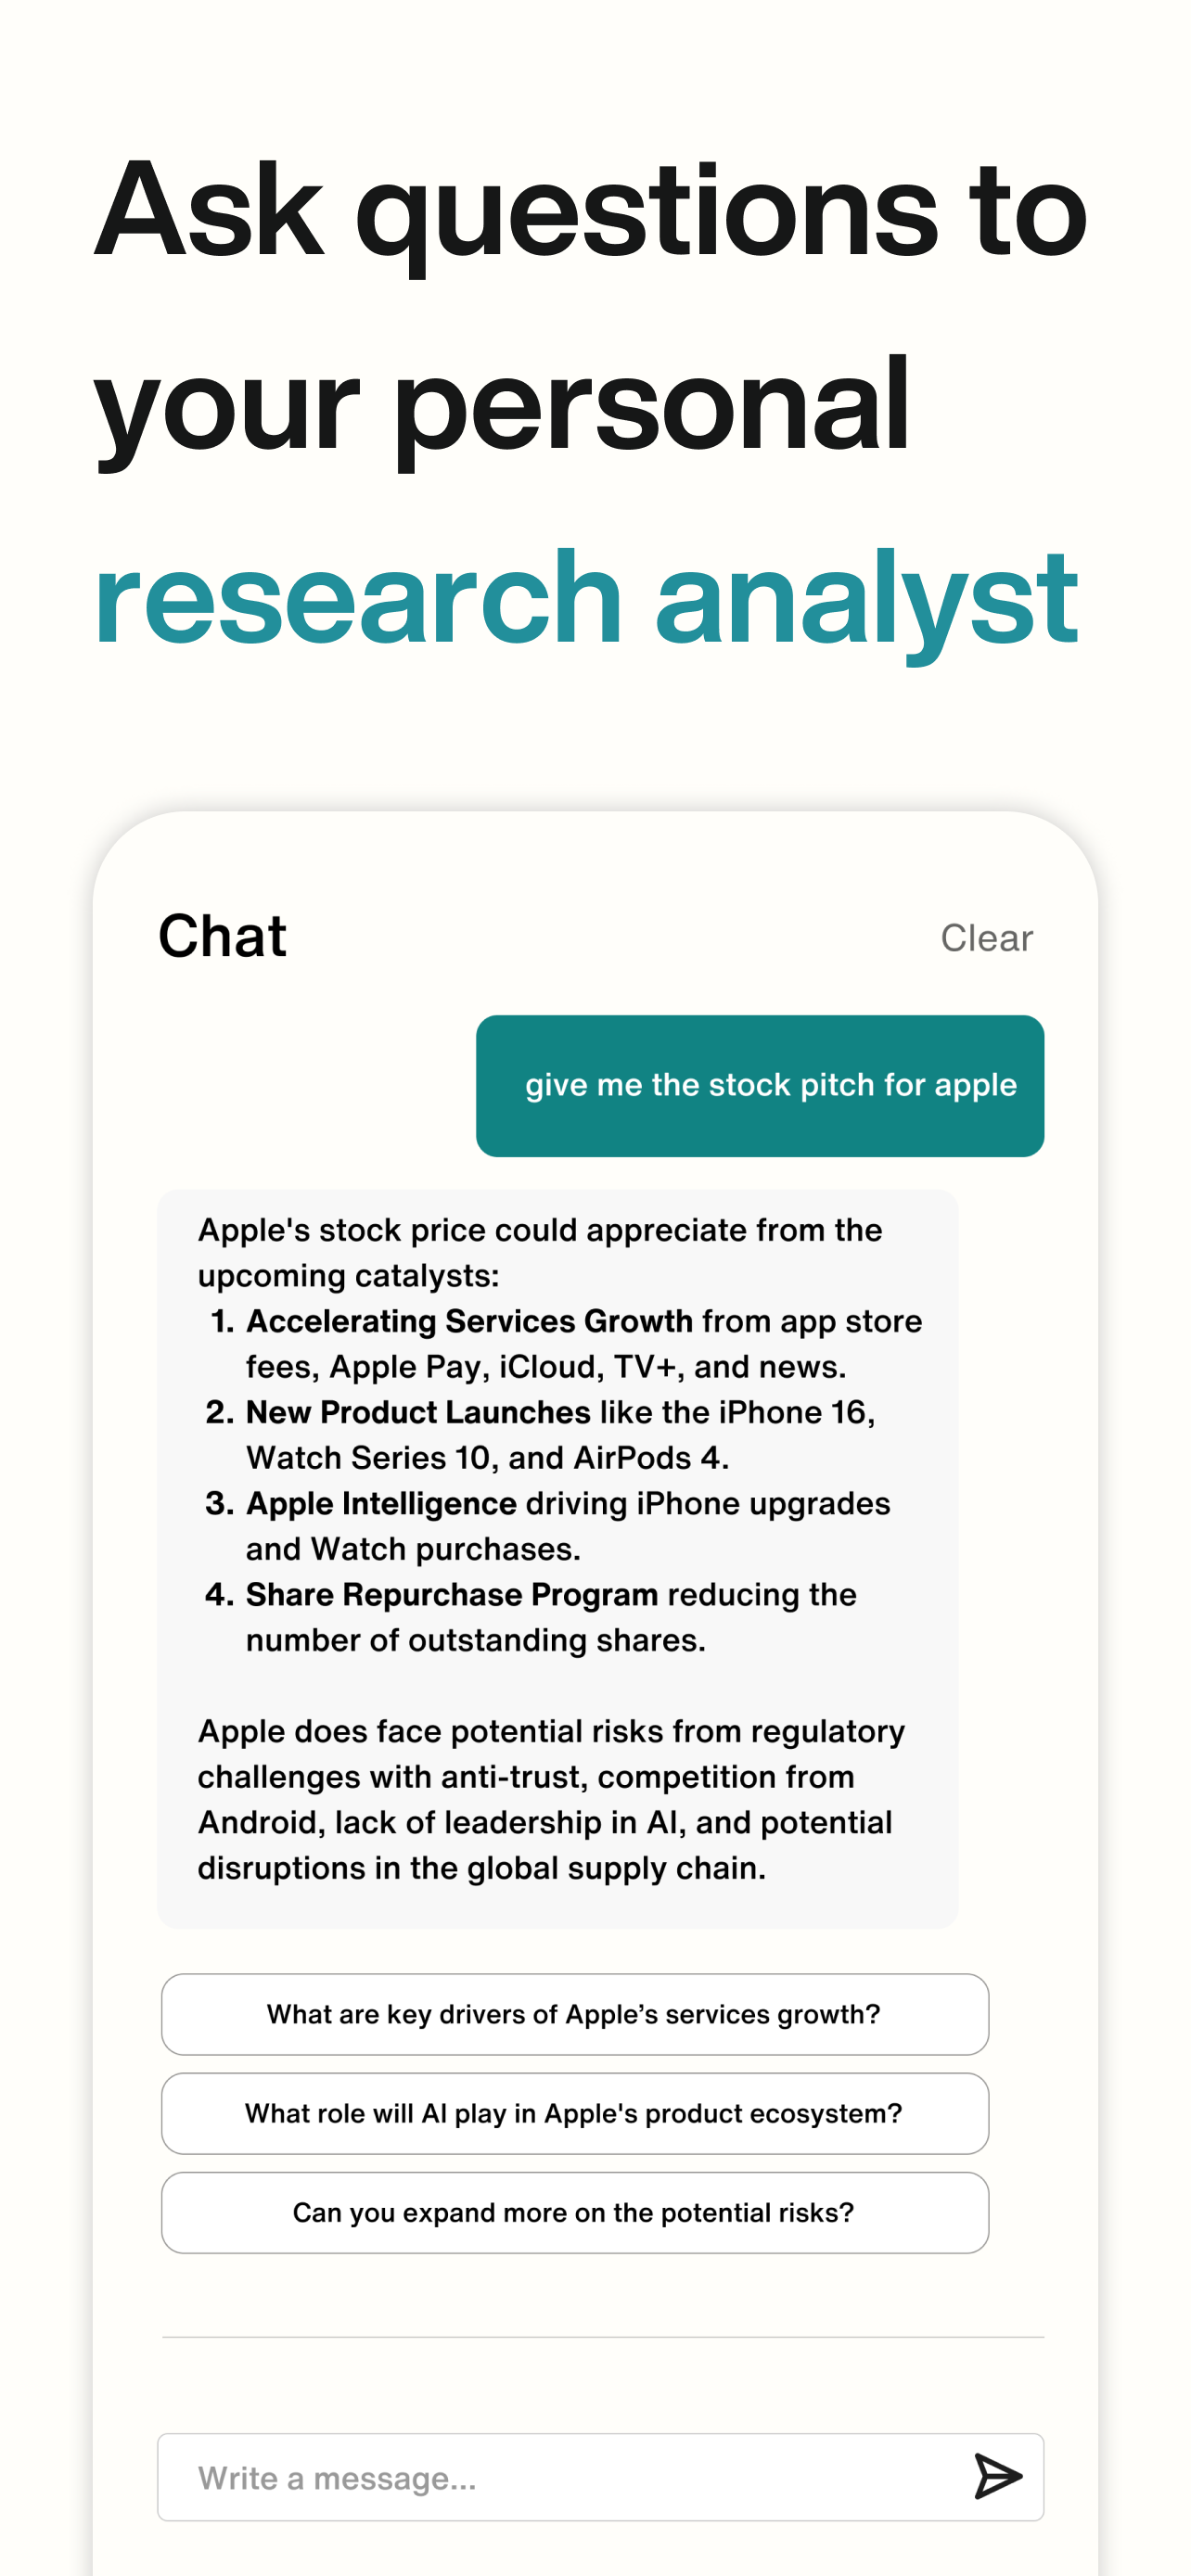 Ask questions to
your personal
research analyst
Chat
Clear
give me the stock pitch for apple
Apple's stock price could appreciate from the
upcoming catalysts:
1. Accelerating Services Growth from app store
fees, Apple Pay, iCloud, TV+, and news.
2. New Product Launches like the iPhone 16,
Watch Series 10, and AirPods 4.
3. Apple Intelligence driving iPhone upgrades
and Watch purchases.
4. Share Repurchase Program reducing the
number of outstanding shares.
Apple does face potential risks from regulatory
challenges with anti-trust, competition from
Android, lack of leadership in AI, and potential
disruptions in the global supply chain.
What are key drivers of Apple’s services growth?
What role will AI play in Apple's product ecosystem?
Can you expand more on the potential risks?
Write a message...